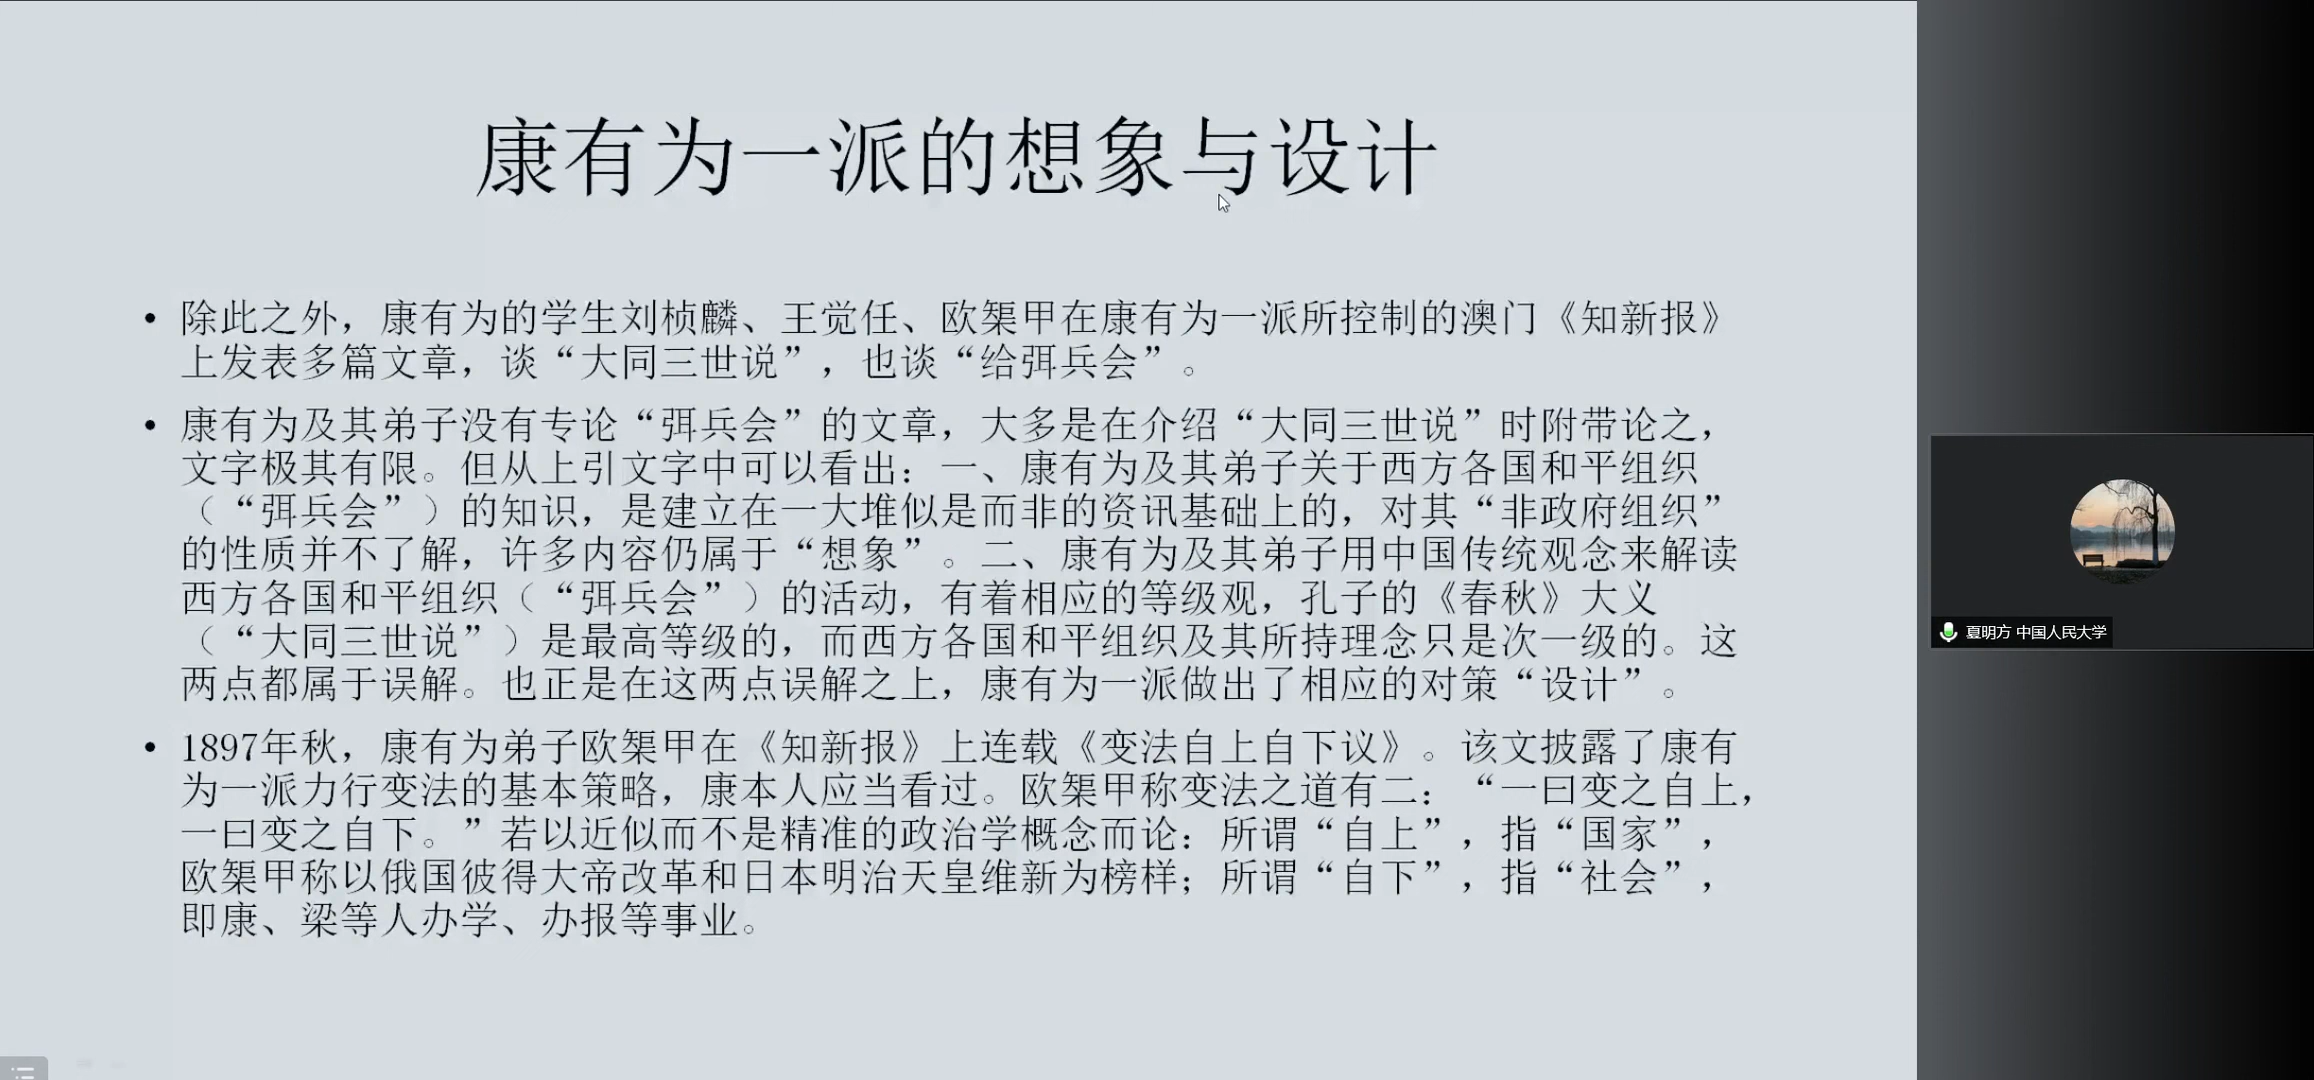 康有为一派的想象与设计
• 除此之外，康有为的学生刘桢麟、王觉任、欧榘甲在康有为一派所控制的澳门《知新报》
上发表多篇文章，谈“大同三世说”，也谈“给弭兵会”。
• 康有为及其弟子没有专论“弭兵会”的文章，大多是在介绍“大同三世说”时附带论之，
文字极其有限。但从上引文字中可以看出：一、康有为及其弟子关于西方各国和平组织
（“弭兵会”）的知识，是建立在一大堆似是而非的资讯基础上的，对其“非政府组织”
的性质并不了解，许多内容仍属于“想象”。二、康有为及其弟子用中国传统观念来解读
西方各国和平组织（“弭兵会”）的活动，有着相应的等级观，孔子的《春秋》大义
（“大同三世说”）是最高等级的，而西方各国和平组织及其所持理念只是次一级的。这
两点都属于误解。也正是在这两点误解之上，康有为一派做出了相应的对策“设计”。
• 1897年秋，康有为弟子欧榘甲在《知新报》上连载《变法自上自下议》。该文披露了康有
为一派力行变法的基本策略，康本人应当看过。欧榘甲称变法之道有二：“一曰变之自上，
一曰变之自下。”若以近似而不是精准的政治学概念而论：所谓“自上”，指“国家”，
欧榘甲称以俄国彼得大帝改革和日本明治天皇维新为榜样；所谓“自下”，指“社会”，
即康、梁等人办学、办报等事业。
夏明方 中国人民大学